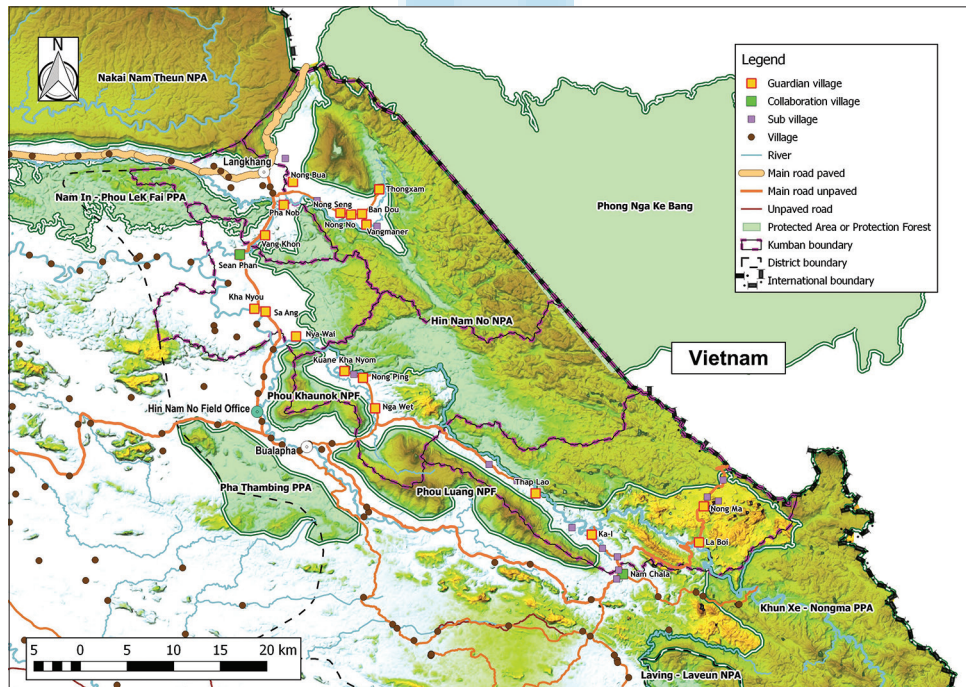 N
Nakai Nam Theun NPA
Legend
Guardian village
Collaboration village
Sub village
Village
River
Main road paved
Main road unpaved
Unpaved road
Protected Area or Protection Forest
Kumban boundary
District boundary
International boundary
Langkhang
Nong Bua
Thongxam
Nam In - Phou LeK Fai PPA
Pha Nob
Nong Seng
Ban Dou
Nong No
Vangmaner
Phong Nga Ke Bang
Vang Khon
Sean Phan
Kha Nyou
Sa Ang
Hin Nam No NPA
Nya Wai
Vietnam
Kuane Kha Nyom
Nong Ping
Phou Khaunok NPF
Nga Wet
Hin Nam No Field Office
Bualapha
Thap Lao
Pha Thambing PPA
Phou Luang NPF
Nong Ma
Ka-I
La Boi
Nam Chala
Khun Xe - Nongma PPA
5 0 5 10 15 20 km
Laving - Laveun NPA